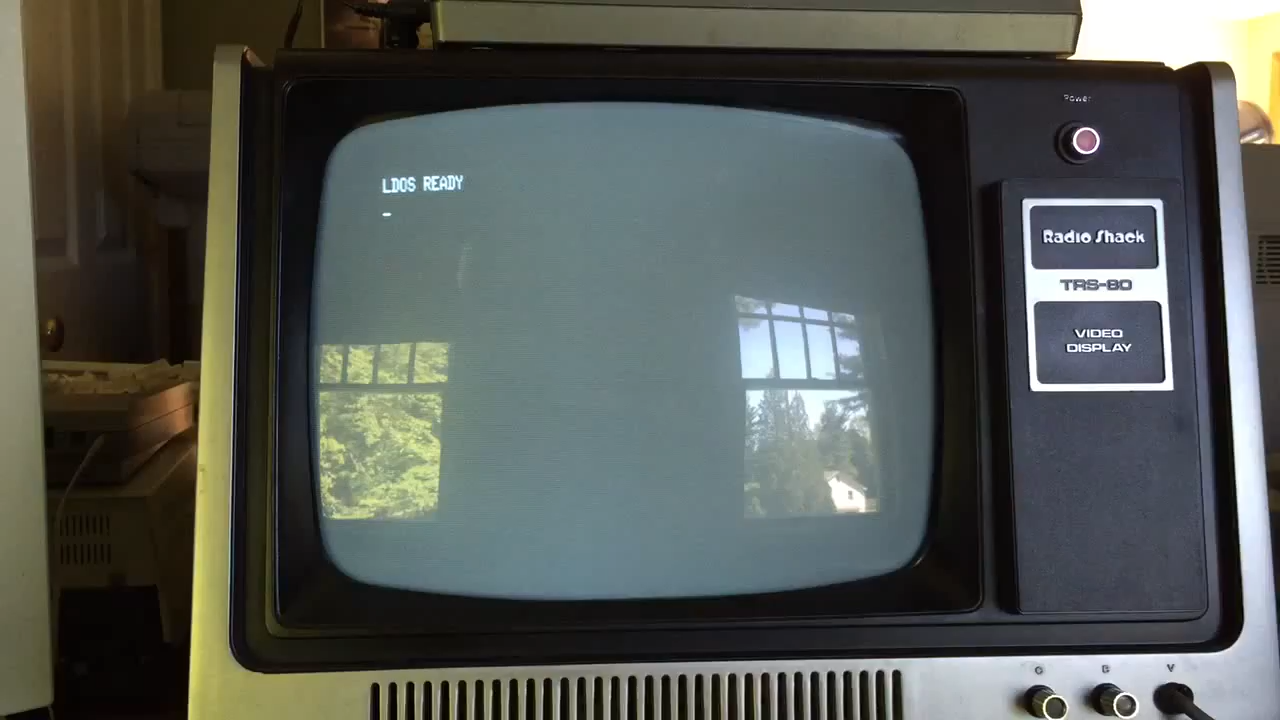 LDOS READY
Power
Radio Shack
TRS-80
VIDEO
DISPLAY
C B V